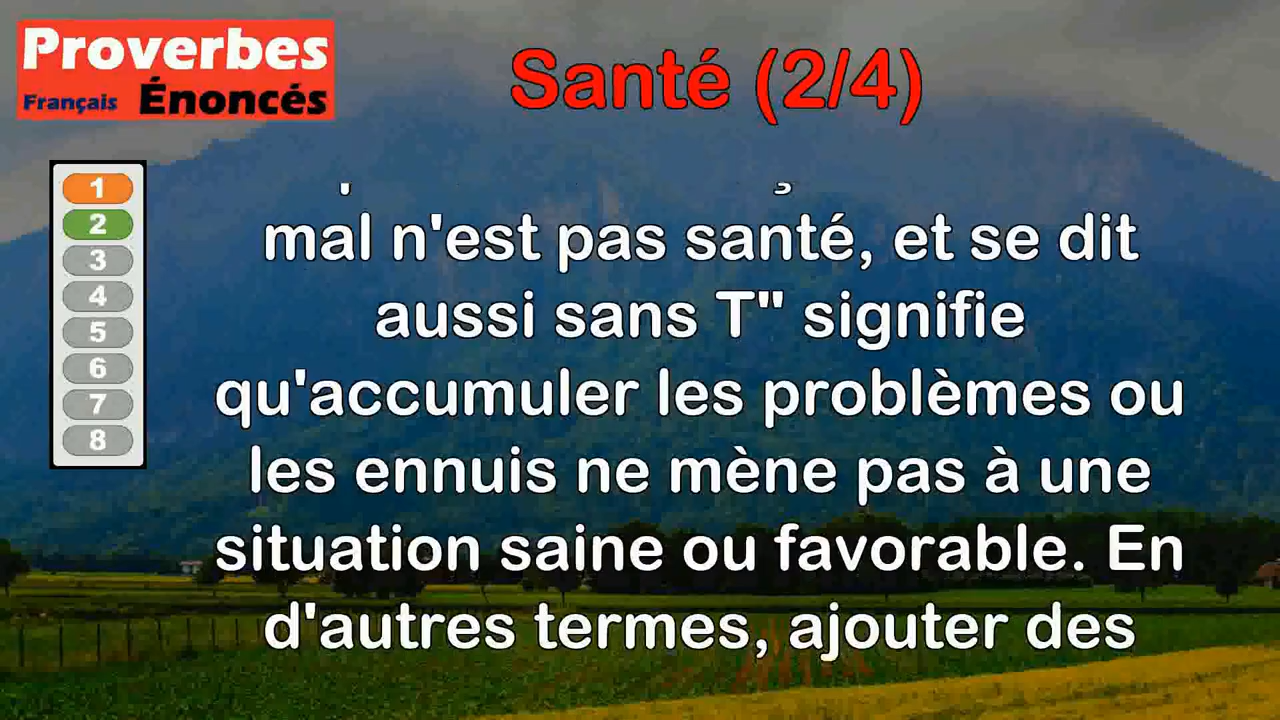 Proverbes
Français Énoncés
Santé (2/4)
1
2
3
4
5
6
7
8
mal n'est pas santé, et se dit
aussi sans T" signifie
qu'accumuler les problèmes ou
les ennuis ne mène pas à une
situation saine ou favorable. En
d'autres termes, ajouter des